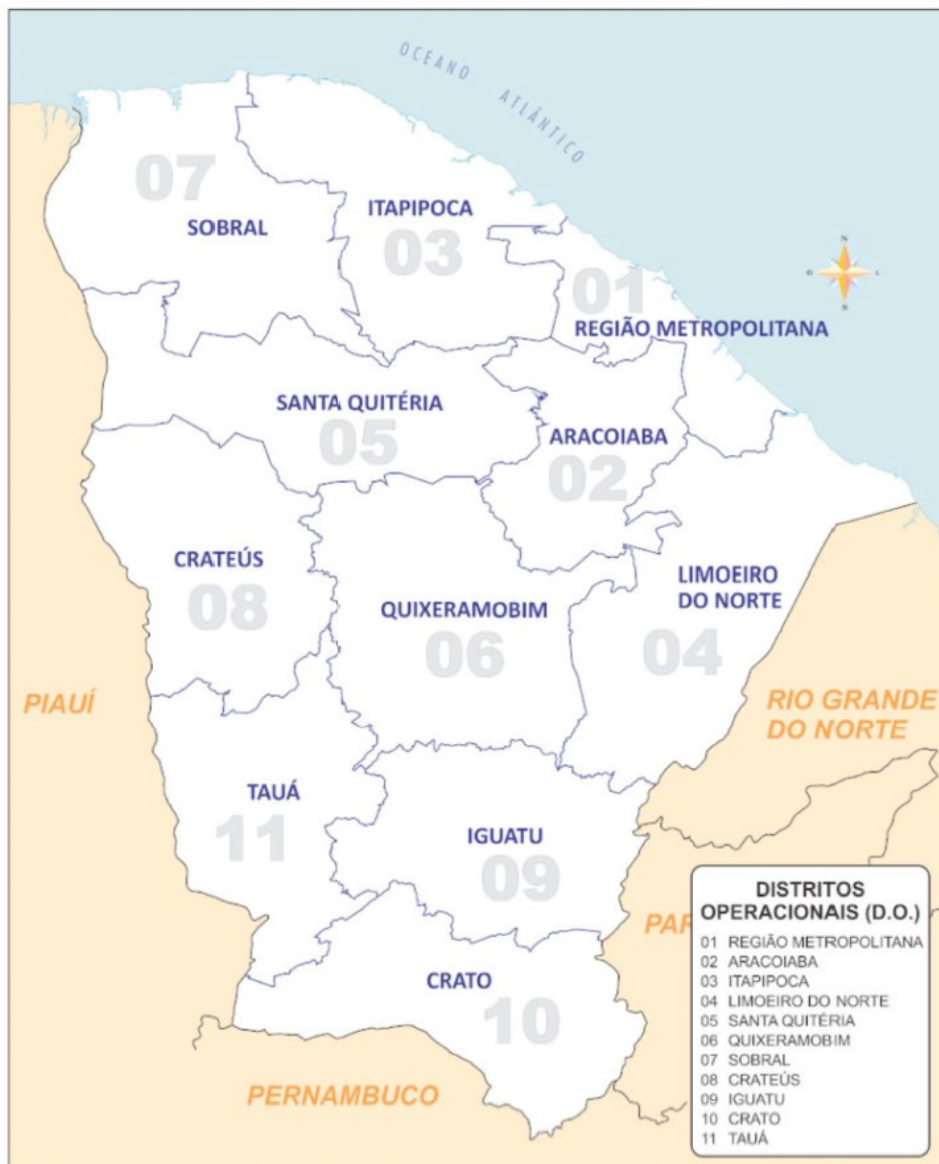 OCEANO
ATLÂNTICO
07
SOBRAL
ITAPIPOCA
03
01
REGIÃO METROPOLITANA
N
O
L
S
SANTA QUITÉRIA
05
ARACOIABA
02
CRATEÚS
08
QUIXERAMOBIM
06
LIMOEIRO
DO NORTE
04
PIAUÍ
RIO GRANDE
DO NORTE
TAUÁ
11
IGUATU
09
PAR
CRATO
10
PERNAMBUCO
DISTRITOS
OPERACIONAIS (D.O.)
01 REGIÃO METROPOLITANA
02 ARACOIABA
03 ITAPIPOCA
04 LIMOEIRO DO NORTE
05 SANTA QUITÉRIA
06 QUIXERAMOBIM
07 SOBRAL
08 CRATEÚS
09 IGUATU
10 CRATO
11 TAUÁ